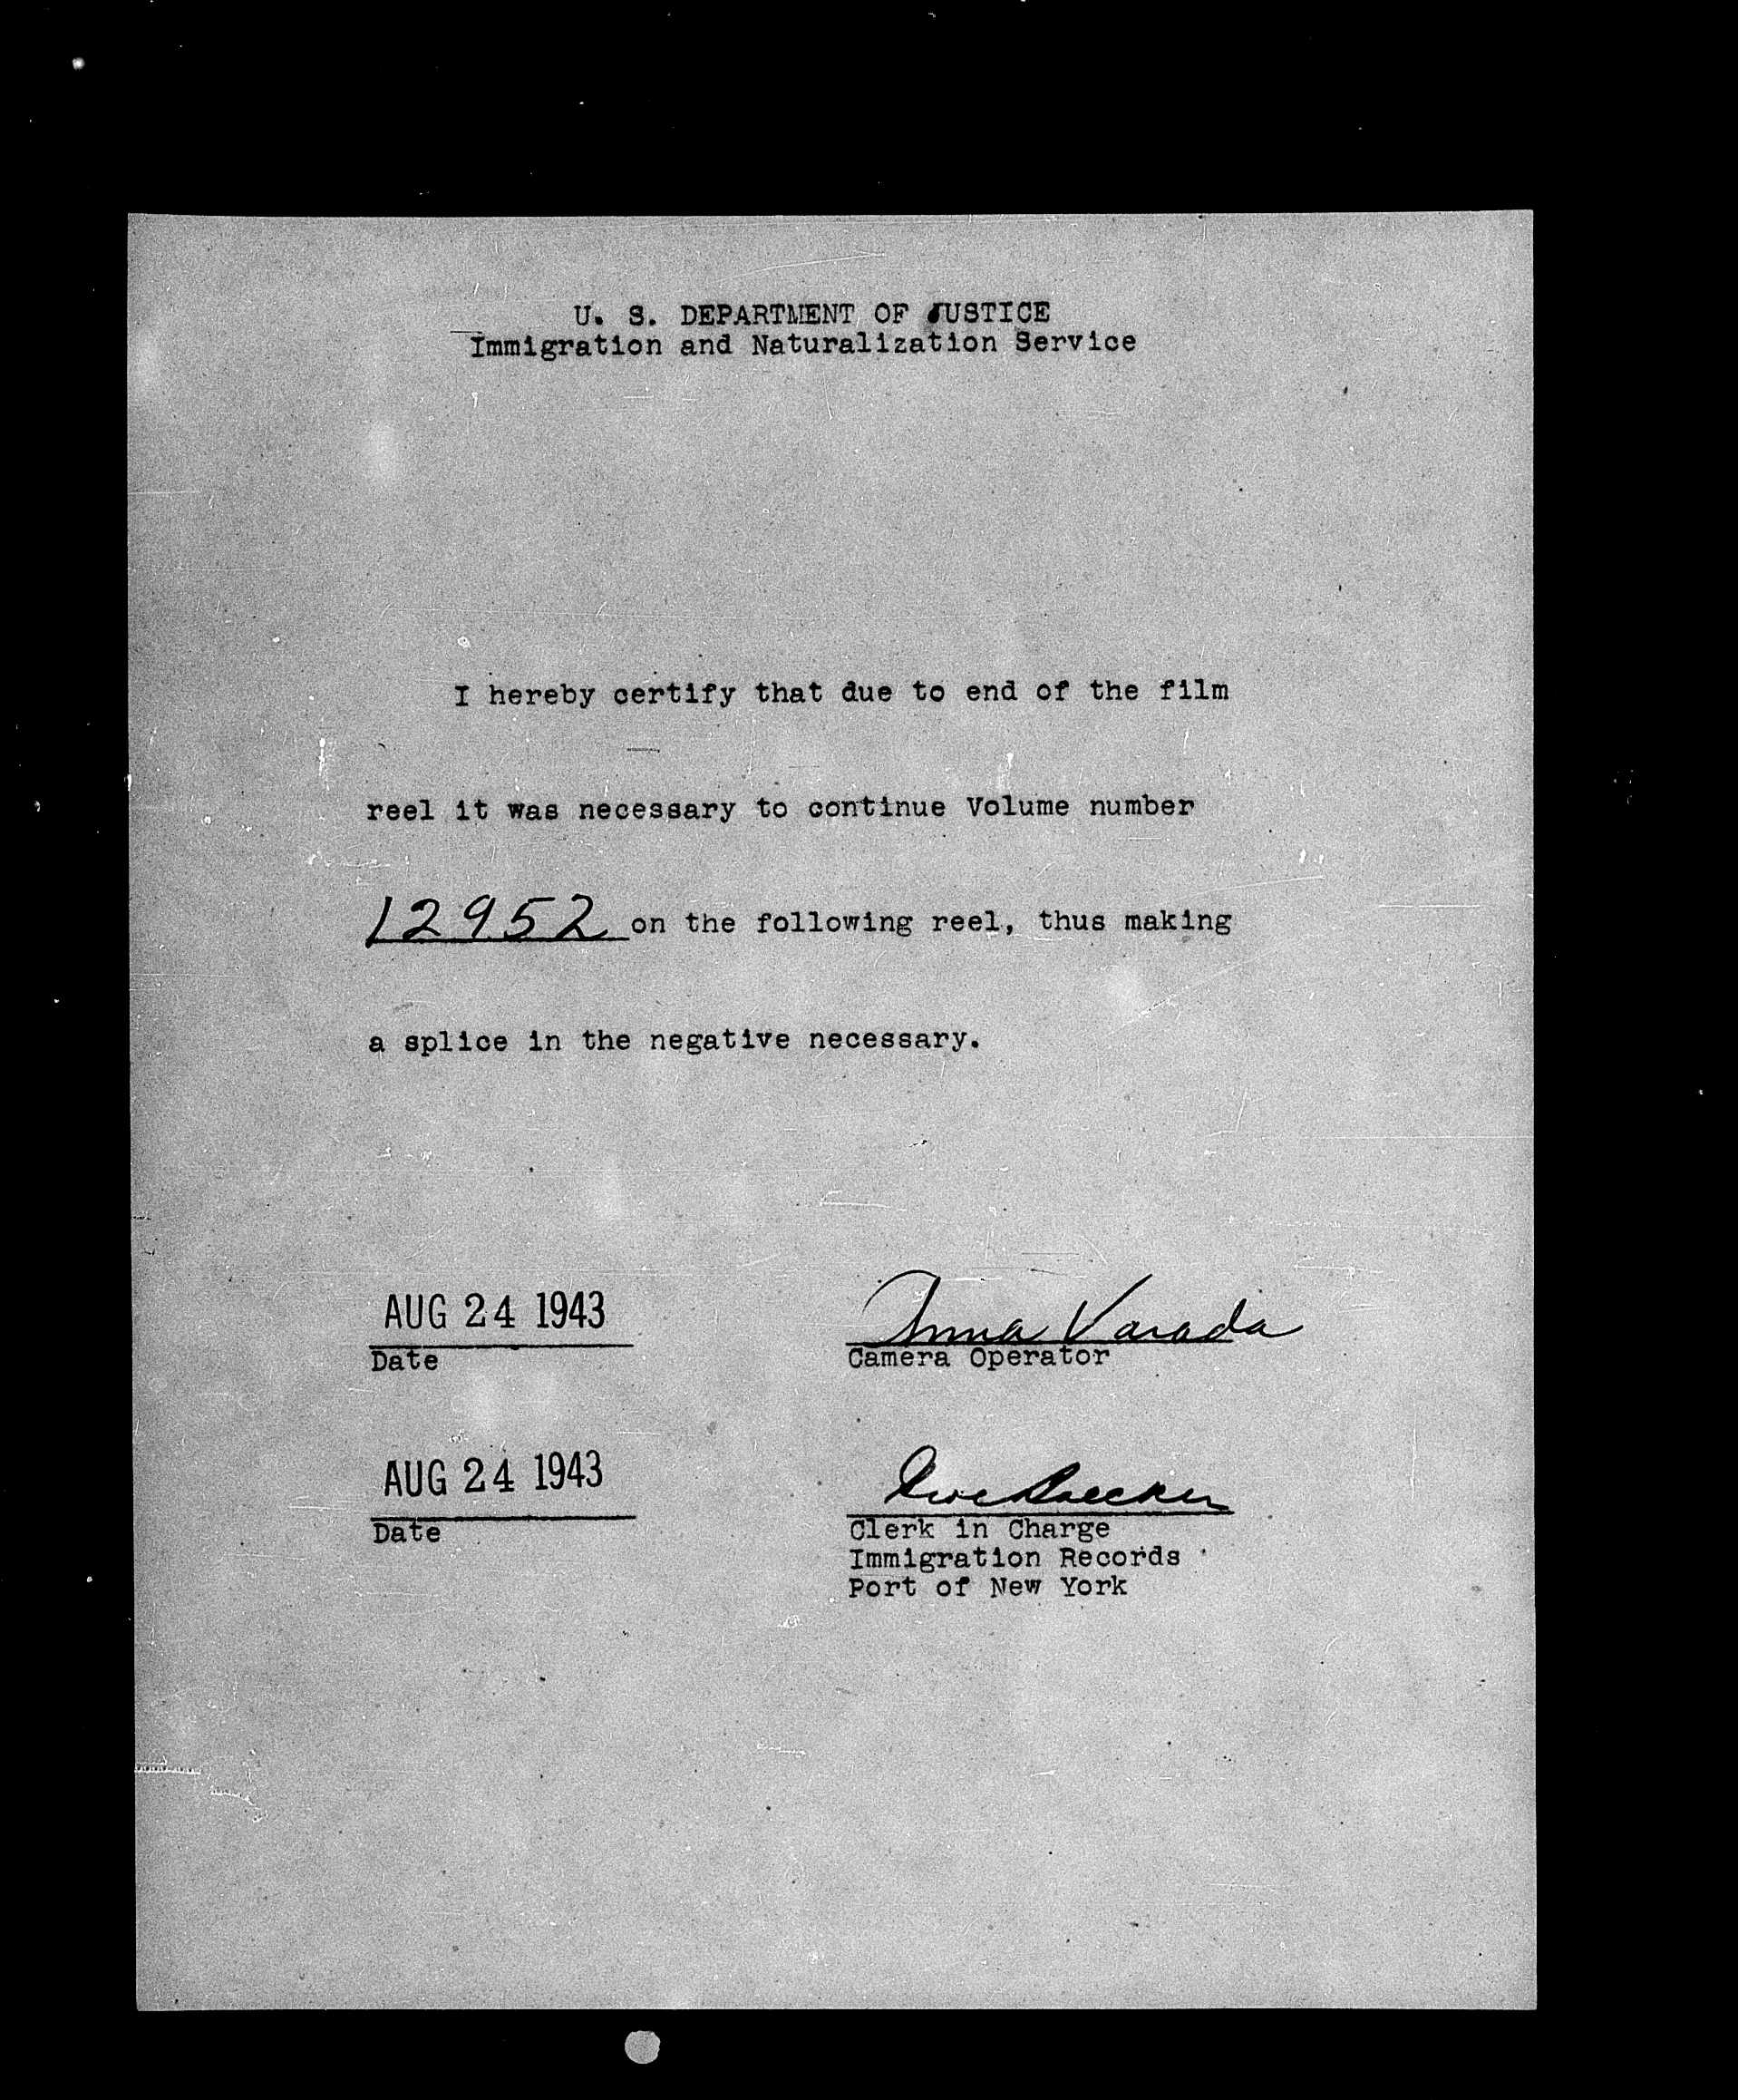 U. S. DEPARTMENT OF JUSTICE
Immigration and Naturalization Service
I hereby certify that due to end of the film
reel it was necessary to continue Volume number
12952 on the following reel, thus making
a splice in the negative necessary.
AUG 24 1943
Date
Anna Varada
Camera Operator
AUG 24 1943
Date
Clerk in Charge
Immigration Records
Port of New York